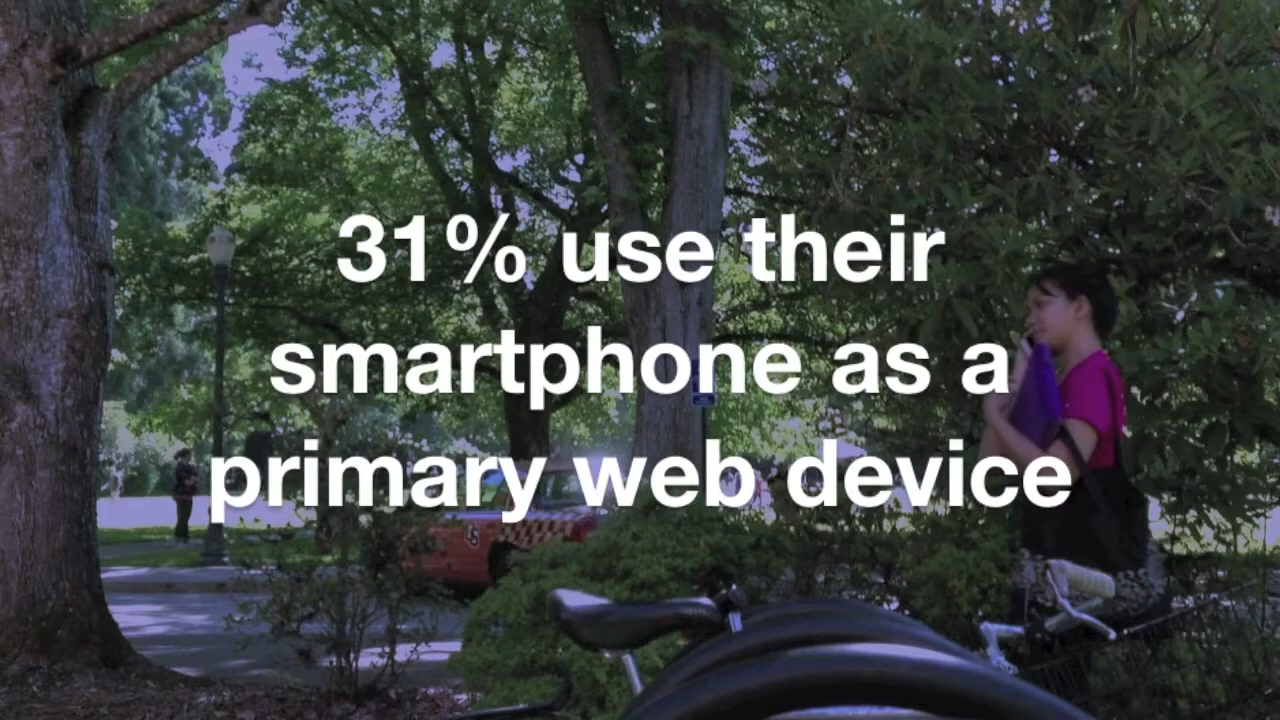 31% use their
smartphone as a
primary web device